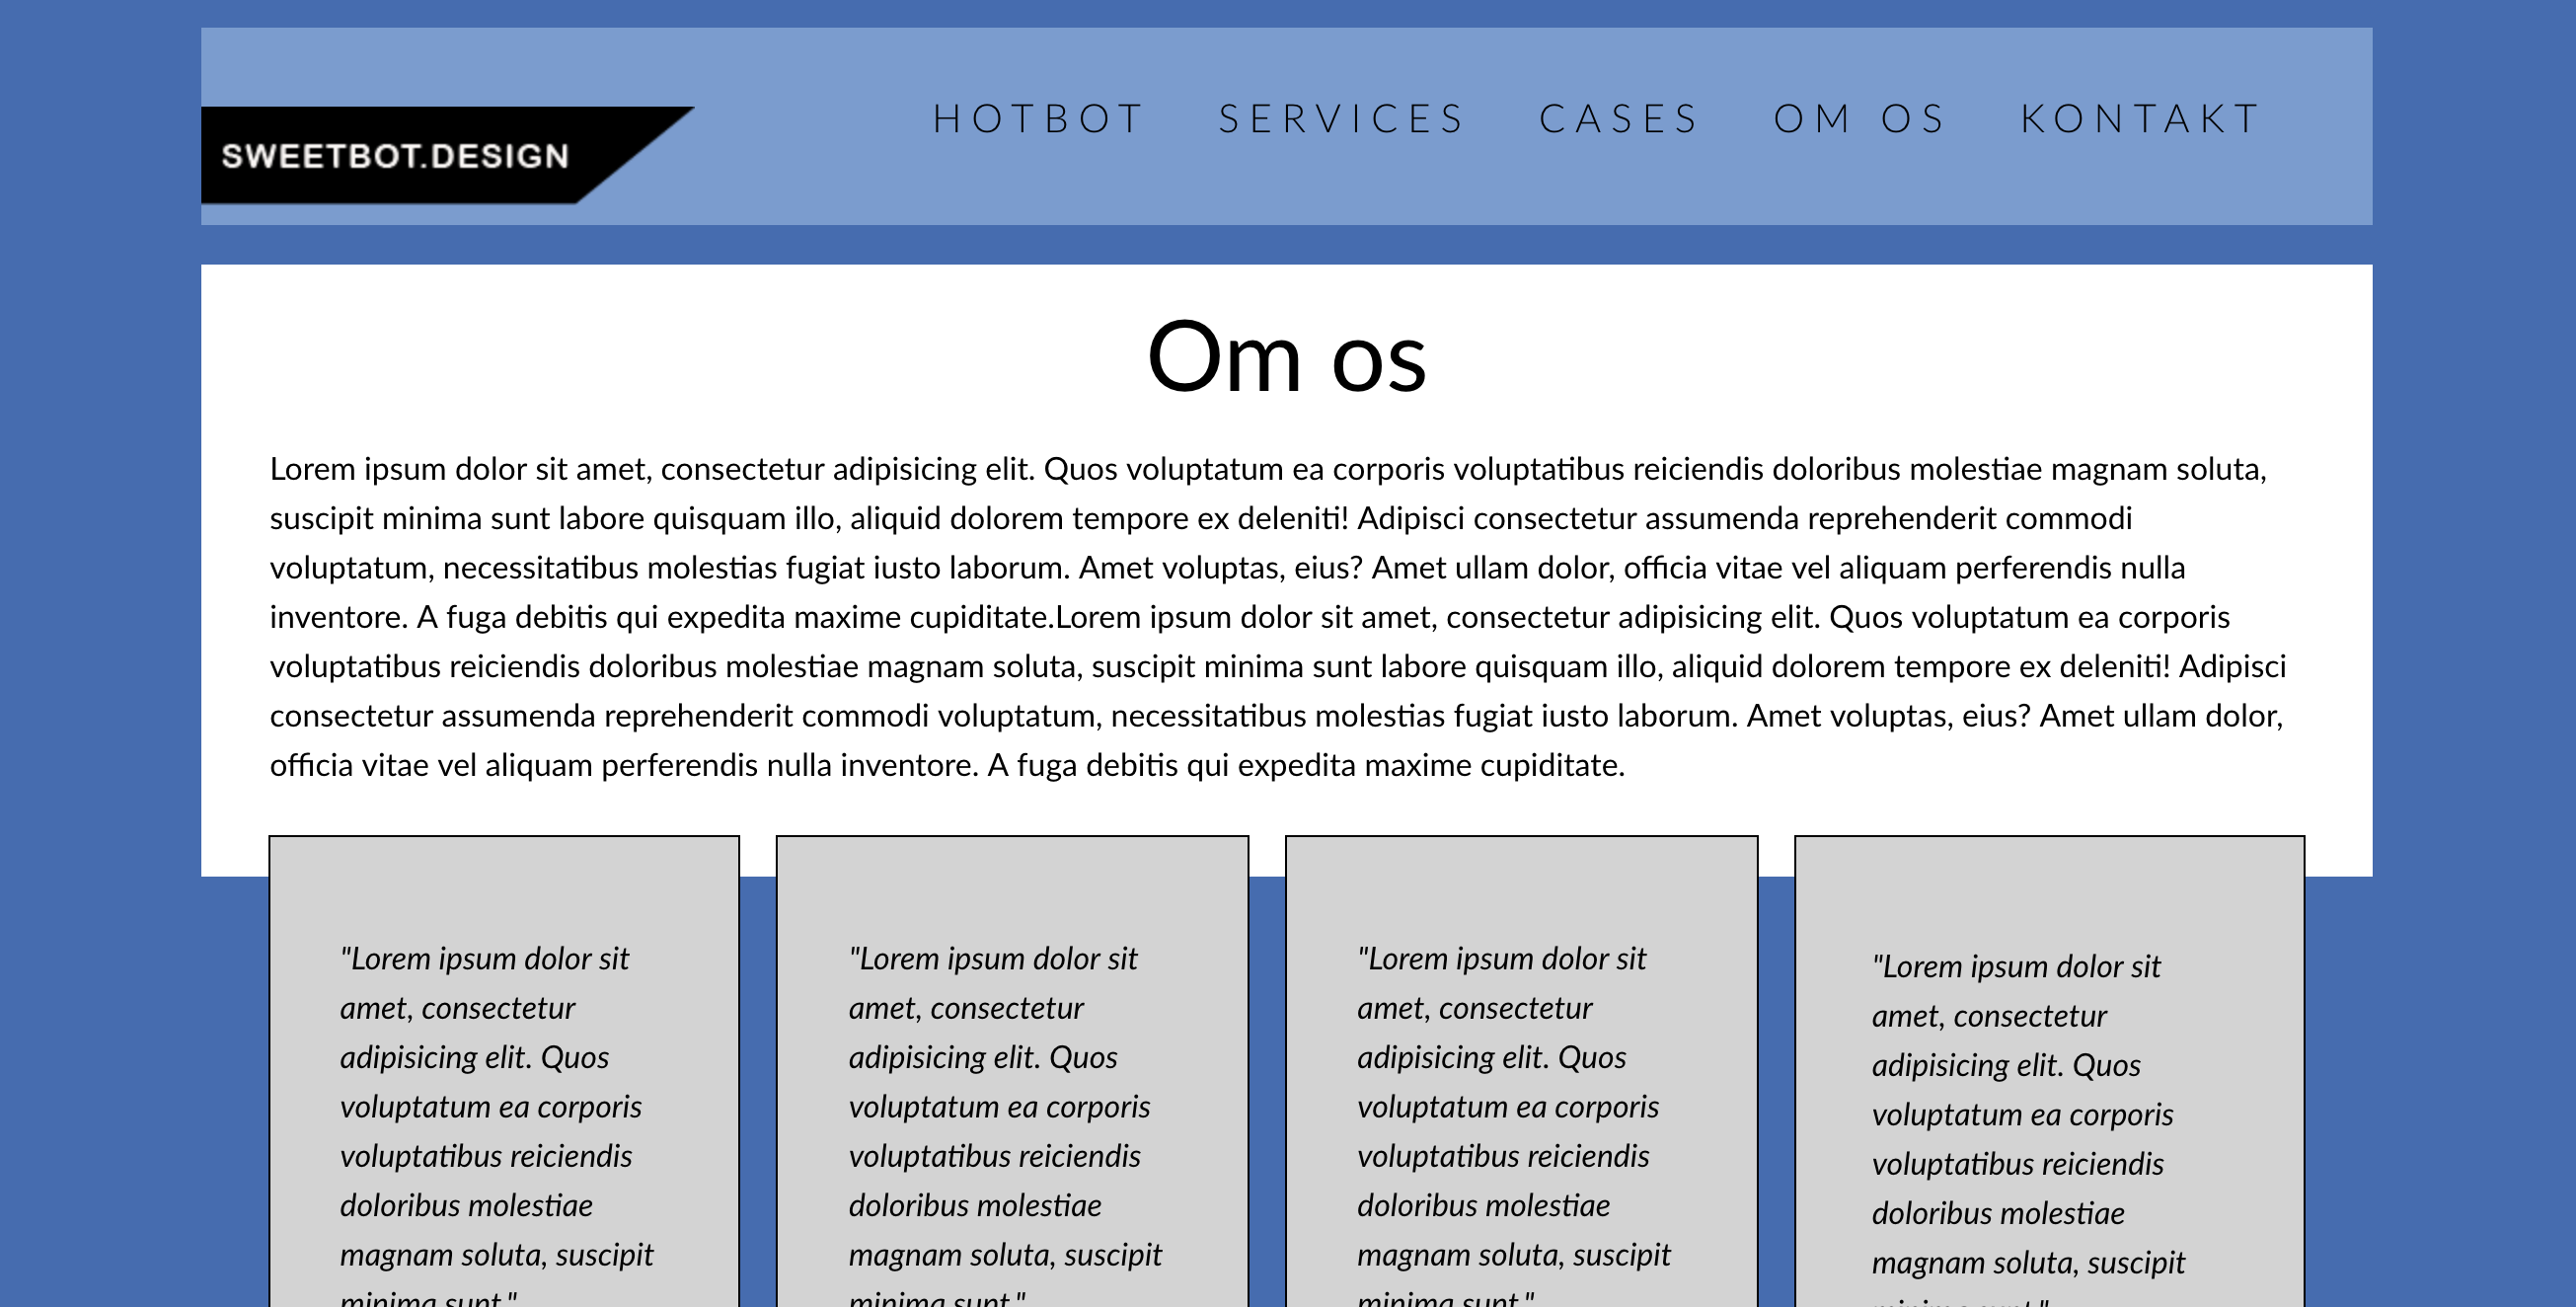 SWEETBOT.DESIGN
HOTBOT SERVICES CASES OM OS KONTAKT
Om os
Lorem ipsum dolor sit amet, consectetur adipisicing elit. Quos voluptatum ea corporis voluptatibus reiciendis doloribus molestiae magnam soluta,
suscipit minima sunt labore quisquam illo, aliquid dolorem tempore ex deleniti! Adipisci consectetur assumenda reprehenderit commodi
voluptatum, necessitatibus molestias fugiat iusto laborum. Amet voluptas, eius? Amet ullam dolor, officia vitae vel aliquam perferendis nulla
inventore. A fuga debitis qui expedita maxime cupiditate.Lorem ipsum dolor sit amet, consectetur adipisicing elit. Quos voluptatum ea corporis
voluptatibus reiciendis doloribus molestiae magnam soluta, suscipit minima sunt labore quisquam illo, aliquid dolorem tempore ex deleniti! Adipisci
consectetur assumenda reprehenderit commodi voluptatum, necessitatibus molestias fugiat iusto laborum. Amet voluptas, eius? Amet ullam dolor,
officia vitae vel aliquam perferendis nulla inventore. A fuga debitis qui expedita maxime cupiditate.
"Lorem ipsum dolor sit
amet, consectetur
adipisicing elit. Quos
voluptatum ea corporis
voluptatibus reiciendis
doloribus molestiae
magnam soluta, suscipit
minima sunt."
"Lorem ipsum dolor sit
amet, consectetur
adipisicing elit. Quos
voluptatum ea corporis
voluptatibus reiciendis
doloribus molestiae
magnam soluta, suscipit
minima sunt."
"Lorem ipsum dolor sit
amet, consectetur
adipisicing elit. Quos
voluptatum ea corporis
voluptatibus reiciendis
doloribus molestiae
magnam soluta, suscipit
minima sunt."
"Lorem ipsum dolor sit
amet, consectetur
adipisicing elit. Quos
voluptatum ea corporis
voluptatibus reiciendis
doloribus molestiae
magnam soluta, suscipit